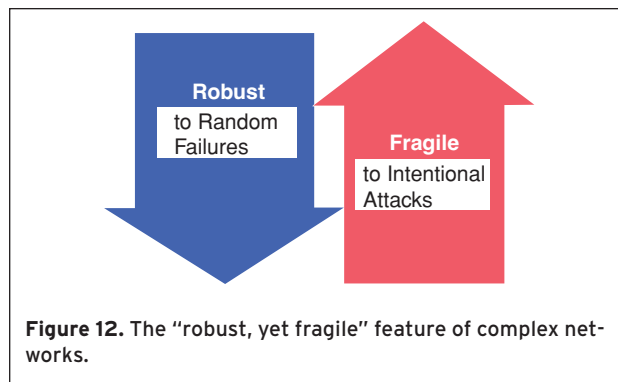 Robust
to Random
Failures
Fragile
to Intentional
Attacks
Figure 12. The “robust, yet fragile” feature of complex net-
works.